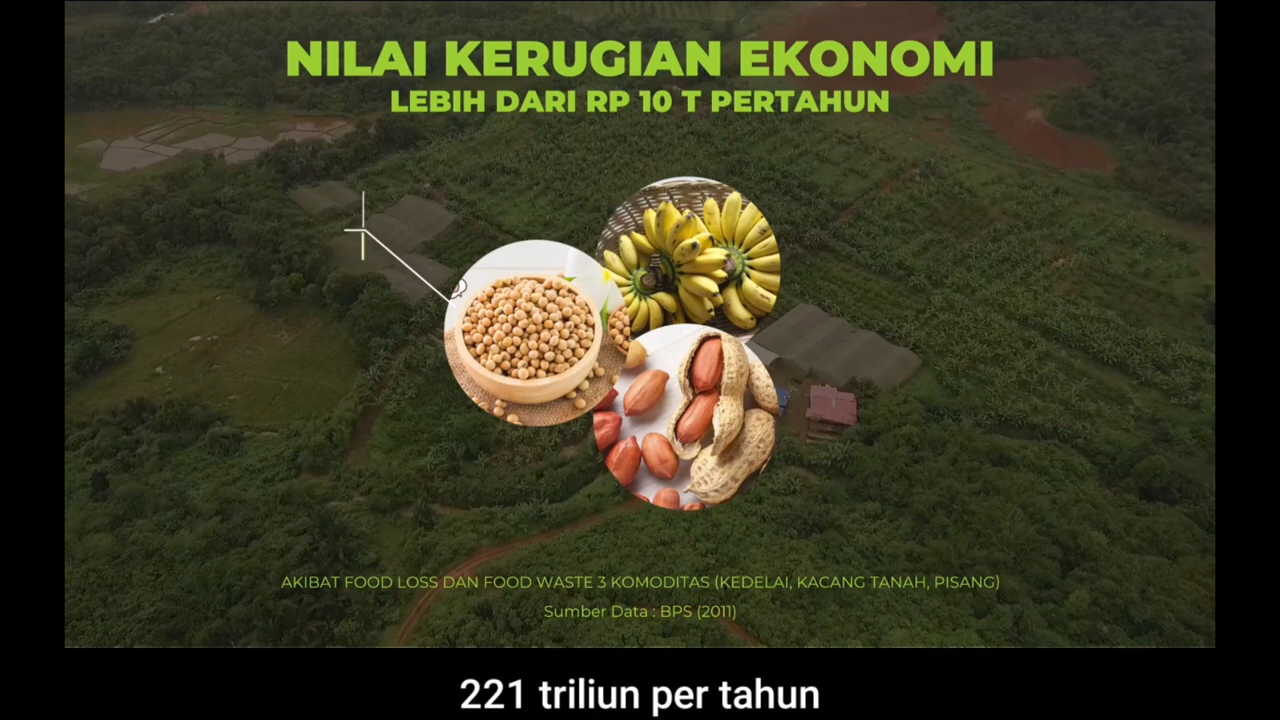 NILAI KERUGIAN EKONOMI
LEBIH DARI RP 10 T PERTAHUN
AKIBAT FOOD LOSS DAN FOOD WASTE 3 KOMODITAS (KEDELAI, KACANG TANAH, PISANG)
Sumber Data : BPS (2011)
221 triliun per tahun